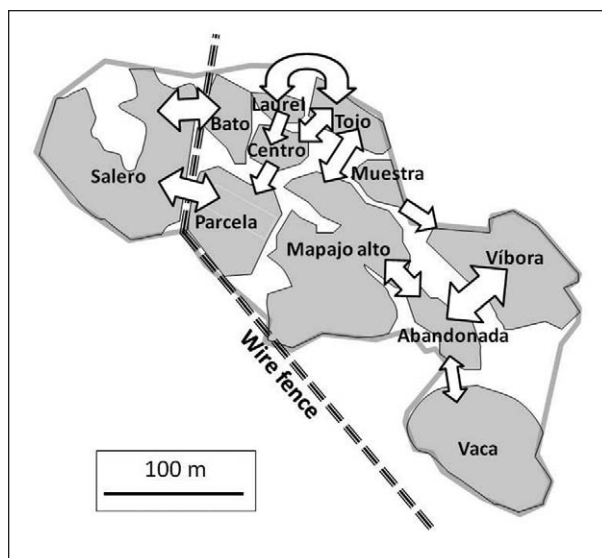 Laurel
Bato
Tojo
Centro
Salero
Muestra
Parcela
Mapajo alto
Víbora
Abandonada
Wire fence
Vaca
100 m